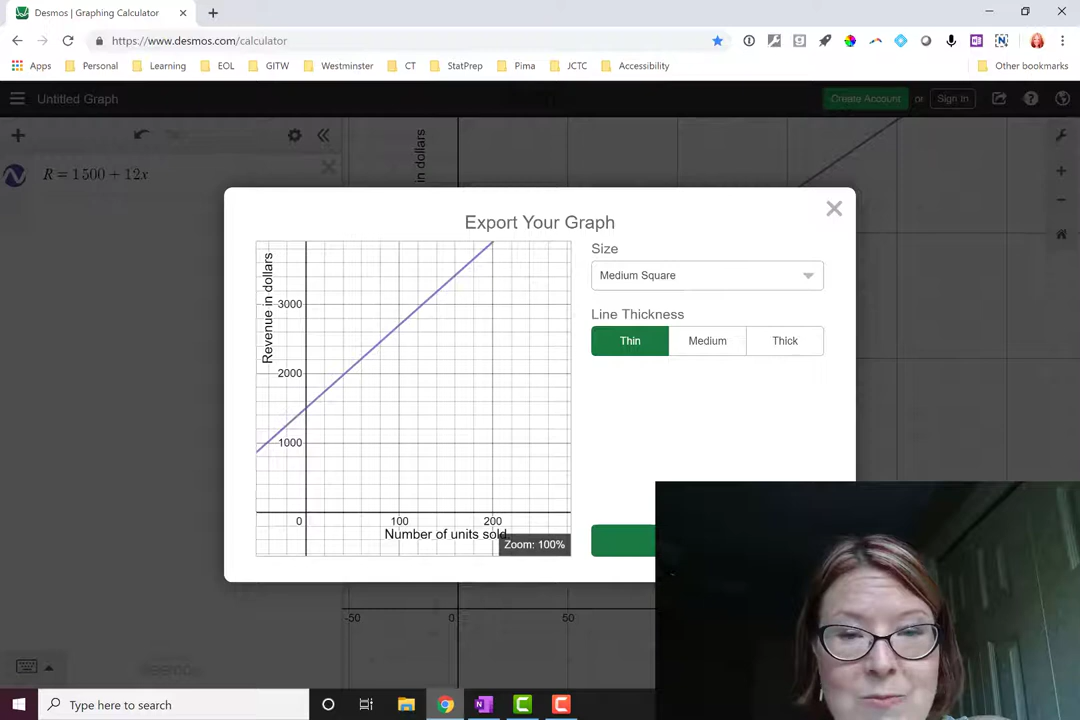 Desmos | Graphing Calculator
https://www.desmos.com/calculator
Apps Personal Learning EOL GITW Westminster CT StatPrep Pima JCTC Accessibility Other bookmarks
Untitled Graph
Create Account or Sign In
R = 1500 + 12x
in dollars
Export Your Graph
Revenue in dollars
3000
2000
1000
0 100 200
Number of units sold
Zoom: 100%
Size
Medium Square
Line Thickness
Thin Medium Thick
-50 0 50
Type here to search